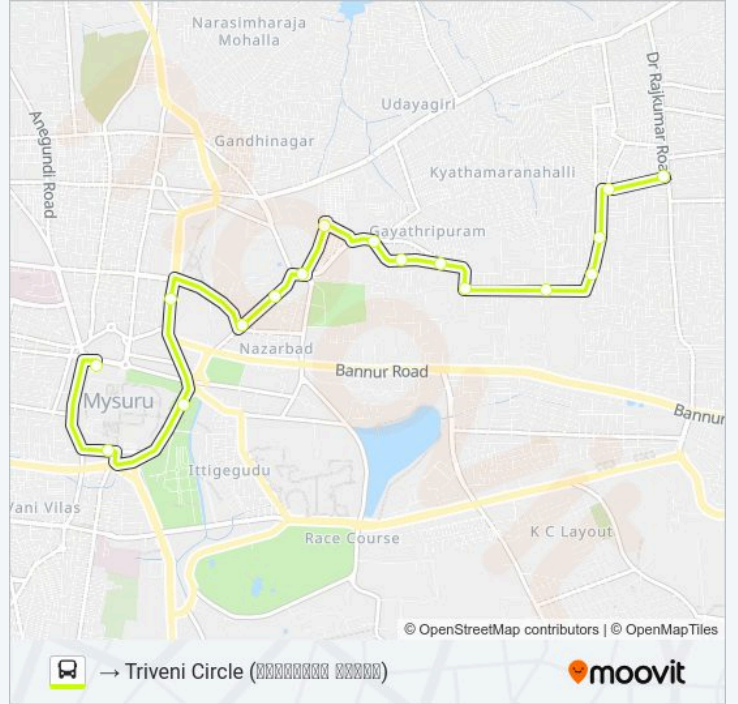 Narasimharaja
Mohalla
Anegundi Road
Udayagiri
Dr Rajkumar Roa
Gandhinagar
Kyathamaranahalli
Gayathripuram
Nazarbad
Bannur Road
Mysuru
Bannur
Ittigegudu
Vani Vilas
Race Course
K C Layout
© OpenStreetMap contributors | © OpenMapTiles
→ Triveni Circle ( )
moovit